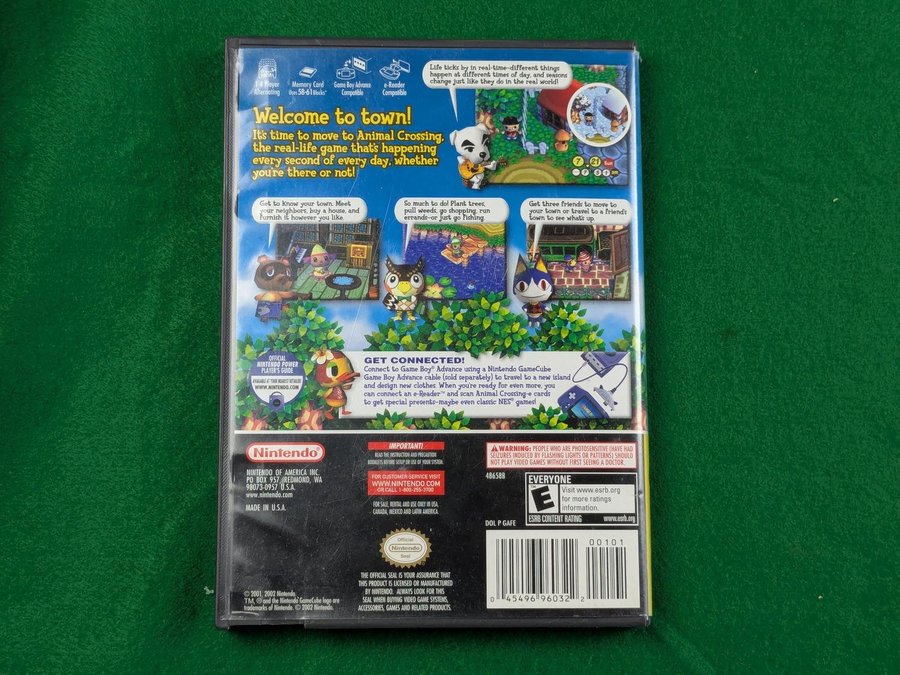 1-4 Player
Alternating
Memory Card
Uses 58-61 Blocks
Game Boy Advance
Compatible
e-Reader
Compatible
Life ticks by in real-time-different things
happen at different times of day, and seasons
change just like they do in the real world!
Welcome to town!
It's time to move to Animal Crossing,
the real-life game that's happening
every second of every day, whether
you're there or not!
7 21 Sun
Get to know your town. Meet
your neighbors, buy a house, and
furnish it however you like.
So much to do! Plant trees,
pull weeds, go shopping, run
errands-or just go fishing.
Get three friends to move to
your town or travel to a friend's
town to see what's up.
OFFICIAL
NINTENDO POWER
PLAYER'S GUIDE
AVAILABLE AT YOUR NEAREST RETAILER!
WWW.NINTENDO.COM
GET CONNECTED!
Connect to Game Boy® Advance using a Nintendo GameCube
Game Boy Advance cable (sold separately) to travel to a new island
and design new clothes. When you're ready for even more, you
can connect an e-Reader™ and scan Animal Crossing-e cards
to get special presents-maybe even classic NES® games!
Nintendo®
NINTENDO OF AMERICA INC.
PO BOX 957, REDMOND, WA
98073-0957 U.S.A.
www.nintendo.com
MADE IN U.S.A.
IMPORTANT!
READ THE INSTRUCTION AND PRECAUTION
BOOKLETS BEFORE SETUP OR USE OF YOUR SYSTEM.
FOR CUSTOMER SERVICE VISIT
WWW.NINTENDO.COM
OR CALL 1-800-255-3700
FOR SALE, RENTAL AND USE ONLY IN USA,
CANADA, MEXICO AND LATIN AMERICA.
Official
Nintendo
Seal
THE OFFICIAL SEAL IS YOUR ASSURANCE THAT
THIS PRODUCT IS LICENSED OR MANUFACTURED
BY NINTENDO. ALWAYS LOOK FOR THIS
SEAL WHEN BUYING VIDEO GAME SYSTEMS,
ACCESSORIES, GAMES AND RELATED PRODUCTS.
⚠WARNING: PEOPLE WHO ARE PHOTOSENSITIVE (HAVE HAD
SEIZURES INDUCED BY FLASHING LIGHTS OR PATTERNS) SHOULD
NOT PLAY VIDEO GAMES WITHOUT FIRST SEEING A DOCTOR.
48658B
EVERYONE
E
Visit www.esrb.org
for more ratings
information.
ESRB CONTENT RATING www.esrb.org
DOL P GAFE
00101
0 45496 96032 2
© 2001, 2002 Nintendo.
TM, ® and the Nintendo GameCube logo are
trademarks of Nintendo. © 2002 Nintendo.